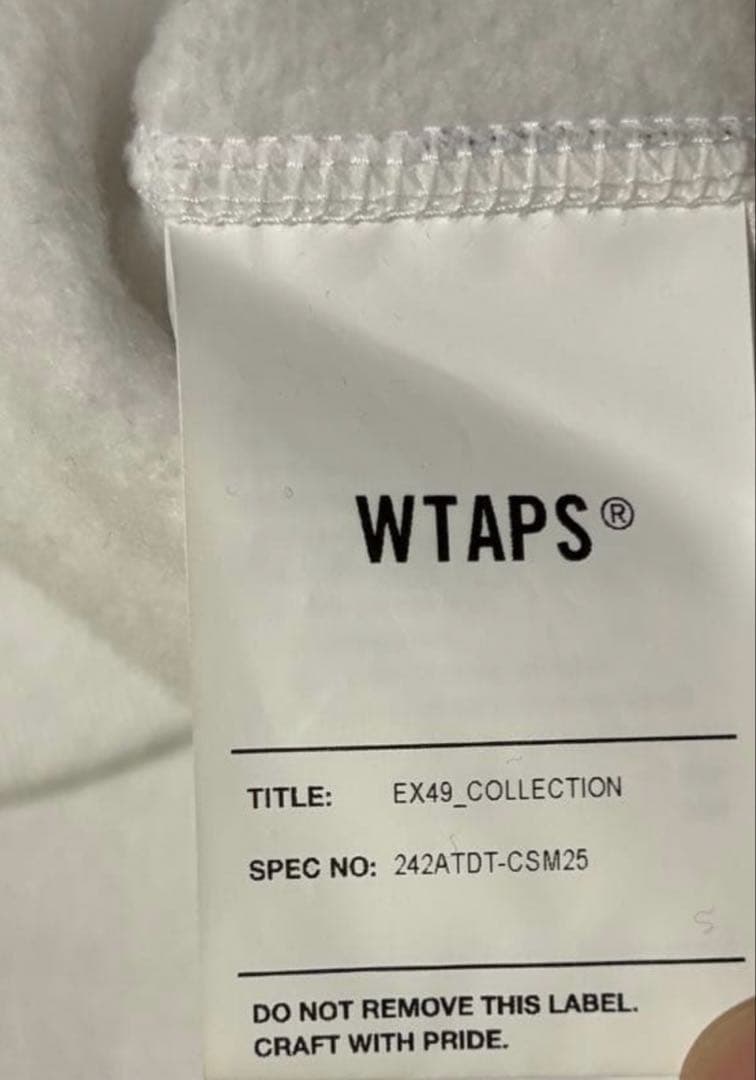 WTAPS®
TITLE: EX49_COLLECTION
SPEC NO: 242ATDT-CSM25
DO NOT REMOVE THIS LABEL.
CRAFT WITH PRIDE.